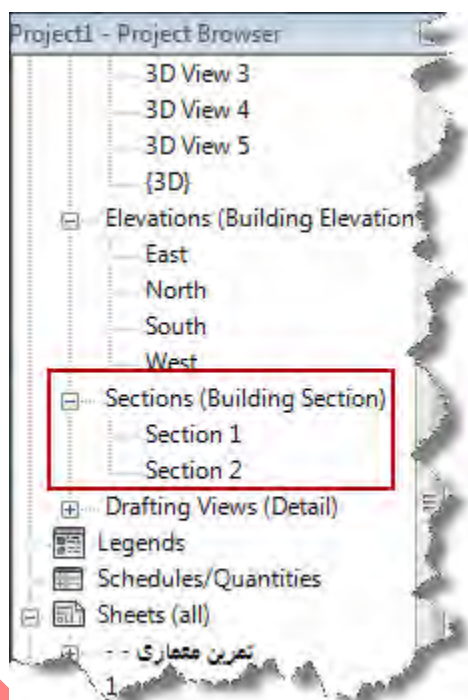 Project1 - Project Browser
3D View 3
3D View 4
3D View 5
{3D}
Elevations (Building Elevation
East
North
South
West
Sections (Building Section)
Section 1
Section 2
Drafting Views (Detail)
Legends
Schedules/Quantities
Sheets (all)
تمرین معماری - -
1